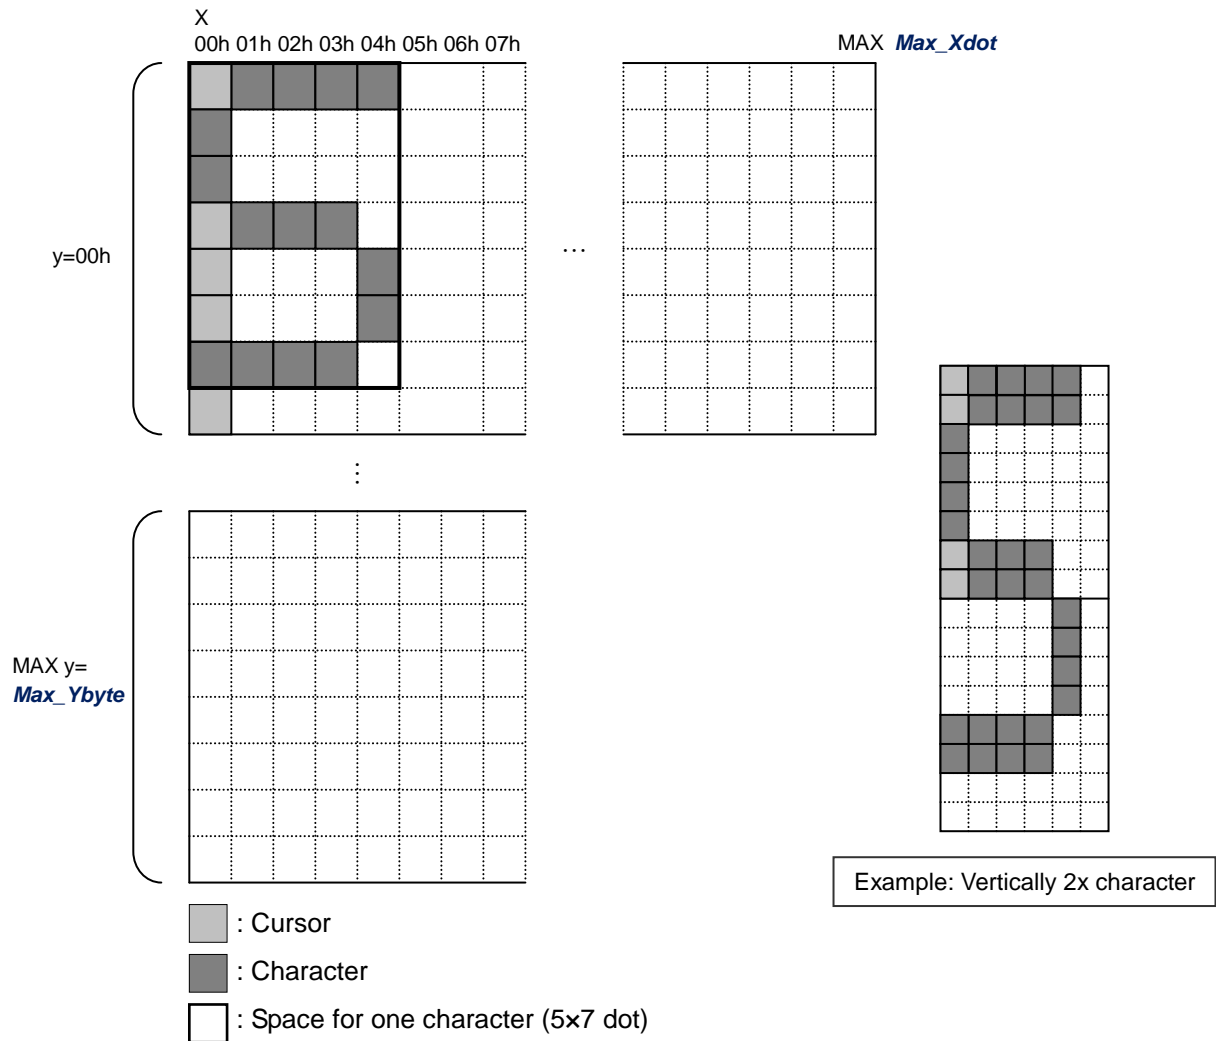 X
00h 01h 02h 03h 04h 05h 06h 07h
MAX Max_Xdot
y=00h
...
⋮
MAX y=
Max_Ybyte
Example: Vertically 2x character
: Cursor
: Character
: Space for one character (5×7 dot)